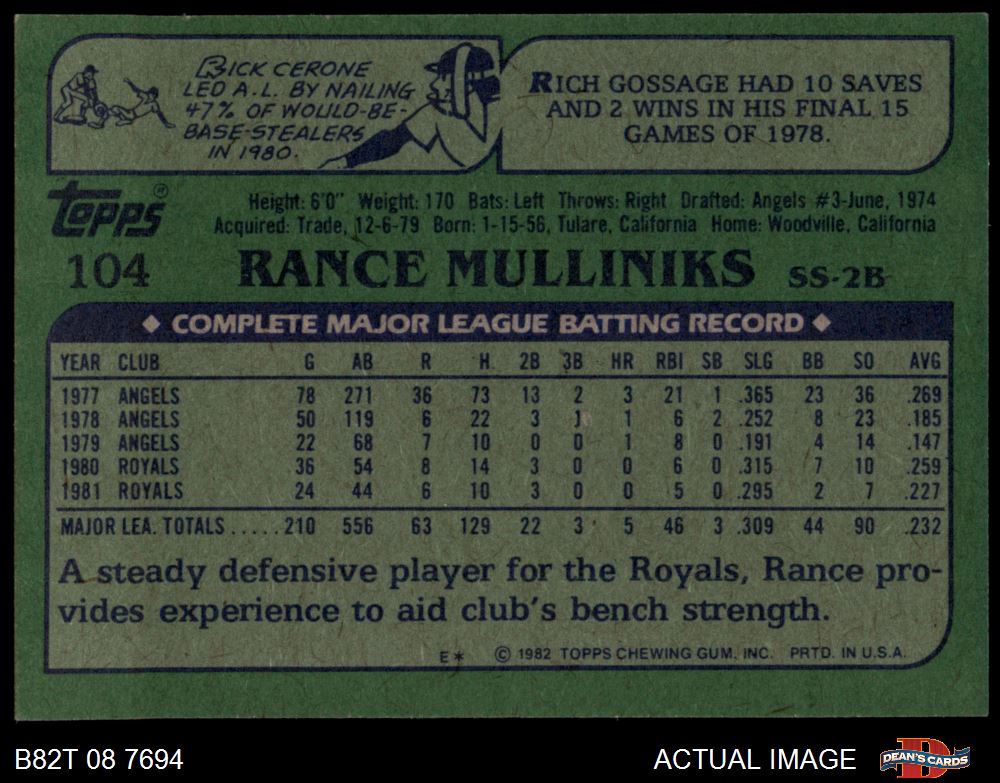 RICK CERONE
LED A.L. BY NAILING
47% OF WOULD-BE-
BASE-STEALERS
IN 1980.
RICH GOSSAGE HAD 10 SAVES
AND 2 WINS IN HIS FINAL 15
GAMES OF 1978.
Topps®
Height: 6'0" Weight: 170 Bats: Left Throws: Right Drafted: Angels #3-June, 1974
Acquired: Trade, 12-6-79 Born: 1-15-56, Tulare, California Home: Woodville, California
104 RANCE MULLINIKS SS-2B
◆ COMPLETE MAJOR LEAGUE BATTING RECORD ◆
YEAR CLUB G AB R H 2B 3B HR RBI SB SLG BB SO AVG
1977 ANGELS 78 271 36 73 13 2 3 21 1 .365 23 36 .269
1978 ANGELS 50 119 6 22 3 1 1 6 2 .252 8 23 .185
1979 ANGELS 22 68 7 10 0 0 1 8 0 .191 4 14 .147
1980 ROYALS 36 54 8 14 3 0 0 6 0 .315 7 10 .259
1981 ROYALS 24 44 6 10 3 0 0 5 0 .295 2 7 .227
MAJOR LEA. TOTALS.....210 556 63 129 22 3 5 46 3 .309 44 90 .232
A steady defensive player for the Royals, Rance pro-
vides experience to aid club's bench strength.
E* © 1982 TOPPS CHEWING GUM, INC. PRTD. IN U.S.A.
B82T 08 7694 ACTUAL IMAGE D DEAN'S CARDS